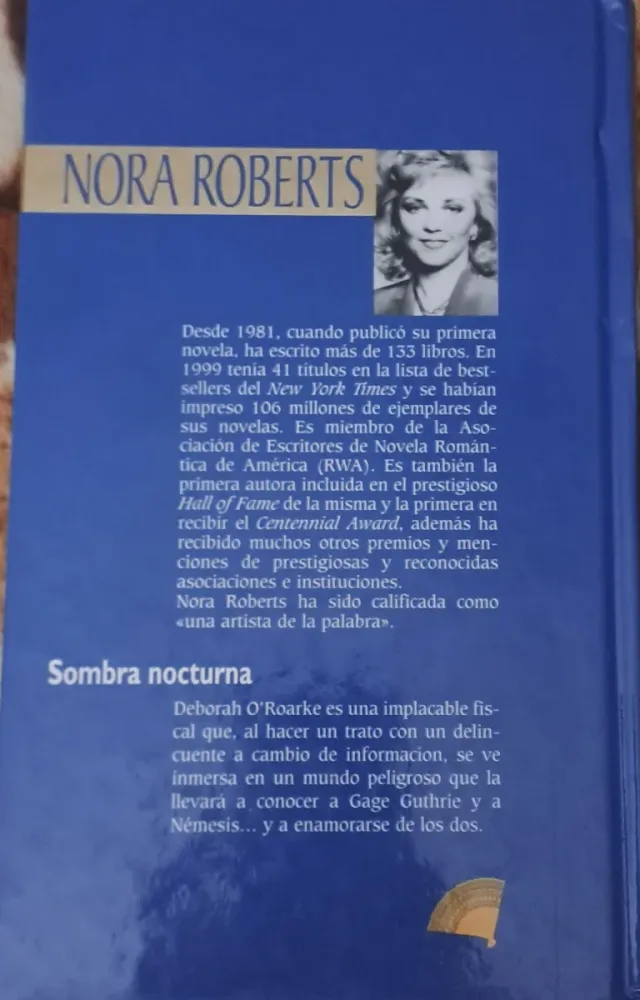 NORA ROBERTS
Desde 1981, cuando publicó su primera
novela, ha escrito más de 133 libros. En
1999 tenía 41 títulos en la lista de best-
sellers del New York Times y se habían
impreso 106 millones de ejemplares de
sus novelas. Es miembro de la Aso-
ciación de Escritores de Novela Román-
tica de América (RWA). Es también la
primera autora incluida en el prestigioso
Hall of Fame de la misma y la primera en
recibir el Centennial Award, además ha
recibido muchos otros premios y men-
ciones de prestigiosas y reconocidas
asociaciones e instituciones.
Nora Roberts ha sido calificada como
«una artista de la palabra».
Sombra nocturna
Deborah O'Roarke es una implacable fis-
cal que, al hacer un trato con un delin-
cuente a cambio de informacion, se ve
inmersa en un mundo peligroso que la
llevará a conocer a Gage Guthrie y a
Némesis... y a enamorarse de los dos.